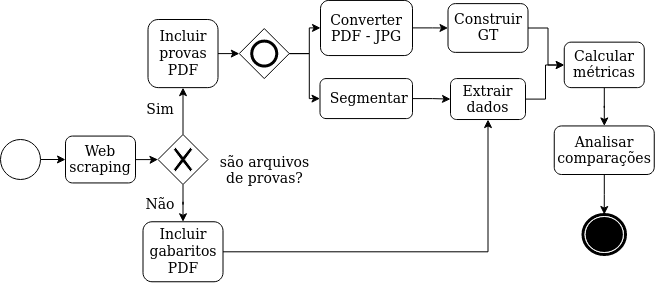 Incluir
provas
PDF
Converter
PDF - JPG
Construir
GT
Calcular
métricas
Segmentar
Extrair
dados
Sim
Web
scraping
são arquivos
de provas?
Analisar
comparações
Não
Incluir
gabaritos
PDF